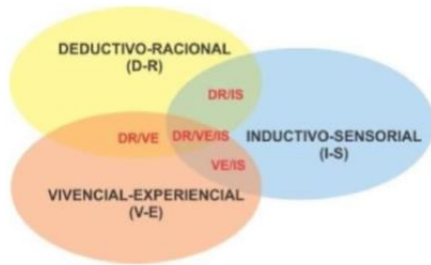 DEDUCTIVO-RACIONAL
(D-R)
DR/IS
DR/VE
DR/VE/IS
INDUCTIVO-SENSORIAL
(I-S)
VE/IS
VIVENCIAL-EXPERIENCIAL
(V-E)